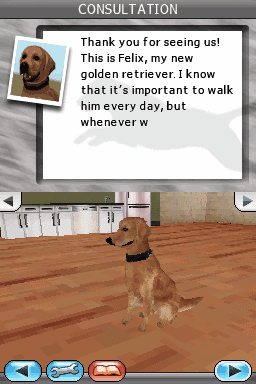 CONSULTATION
Thank you for seeing us!
This is Felix, my new
golden retriever. I know
that it's important to walk
him every day, but
whenever w